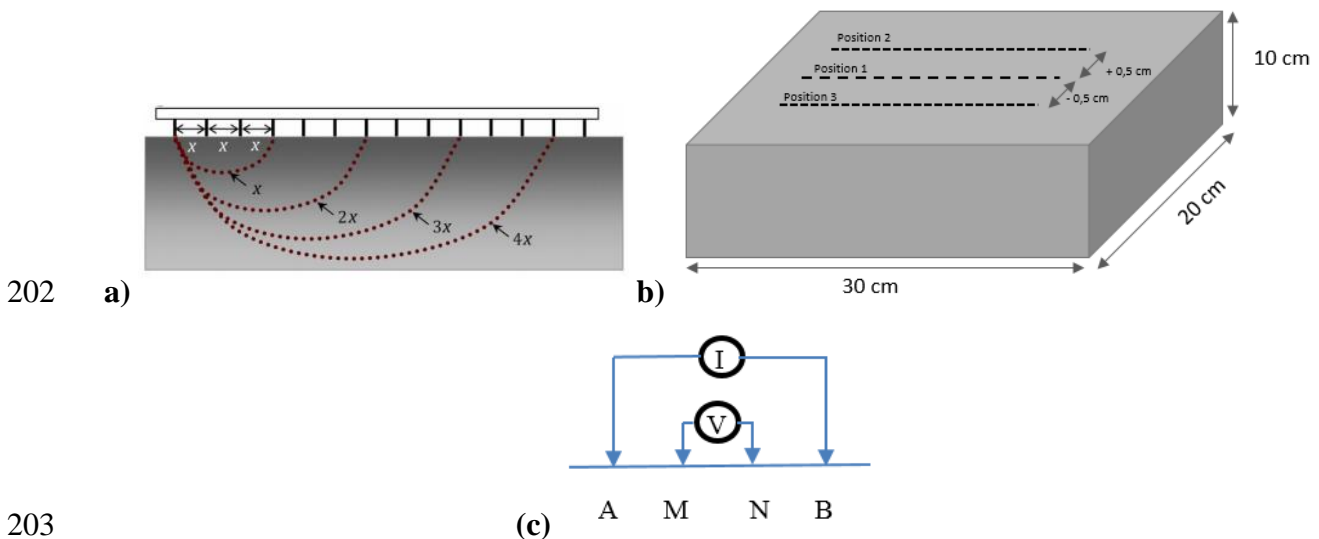 x x x
x
2x
3x
4x
202 a)
Position 2
Position 1
Position 3
+ 0,5 cm
- 0,5 cm
10 cm
20 cm
30 cm
b)
I
V
A M N B
203 (c)